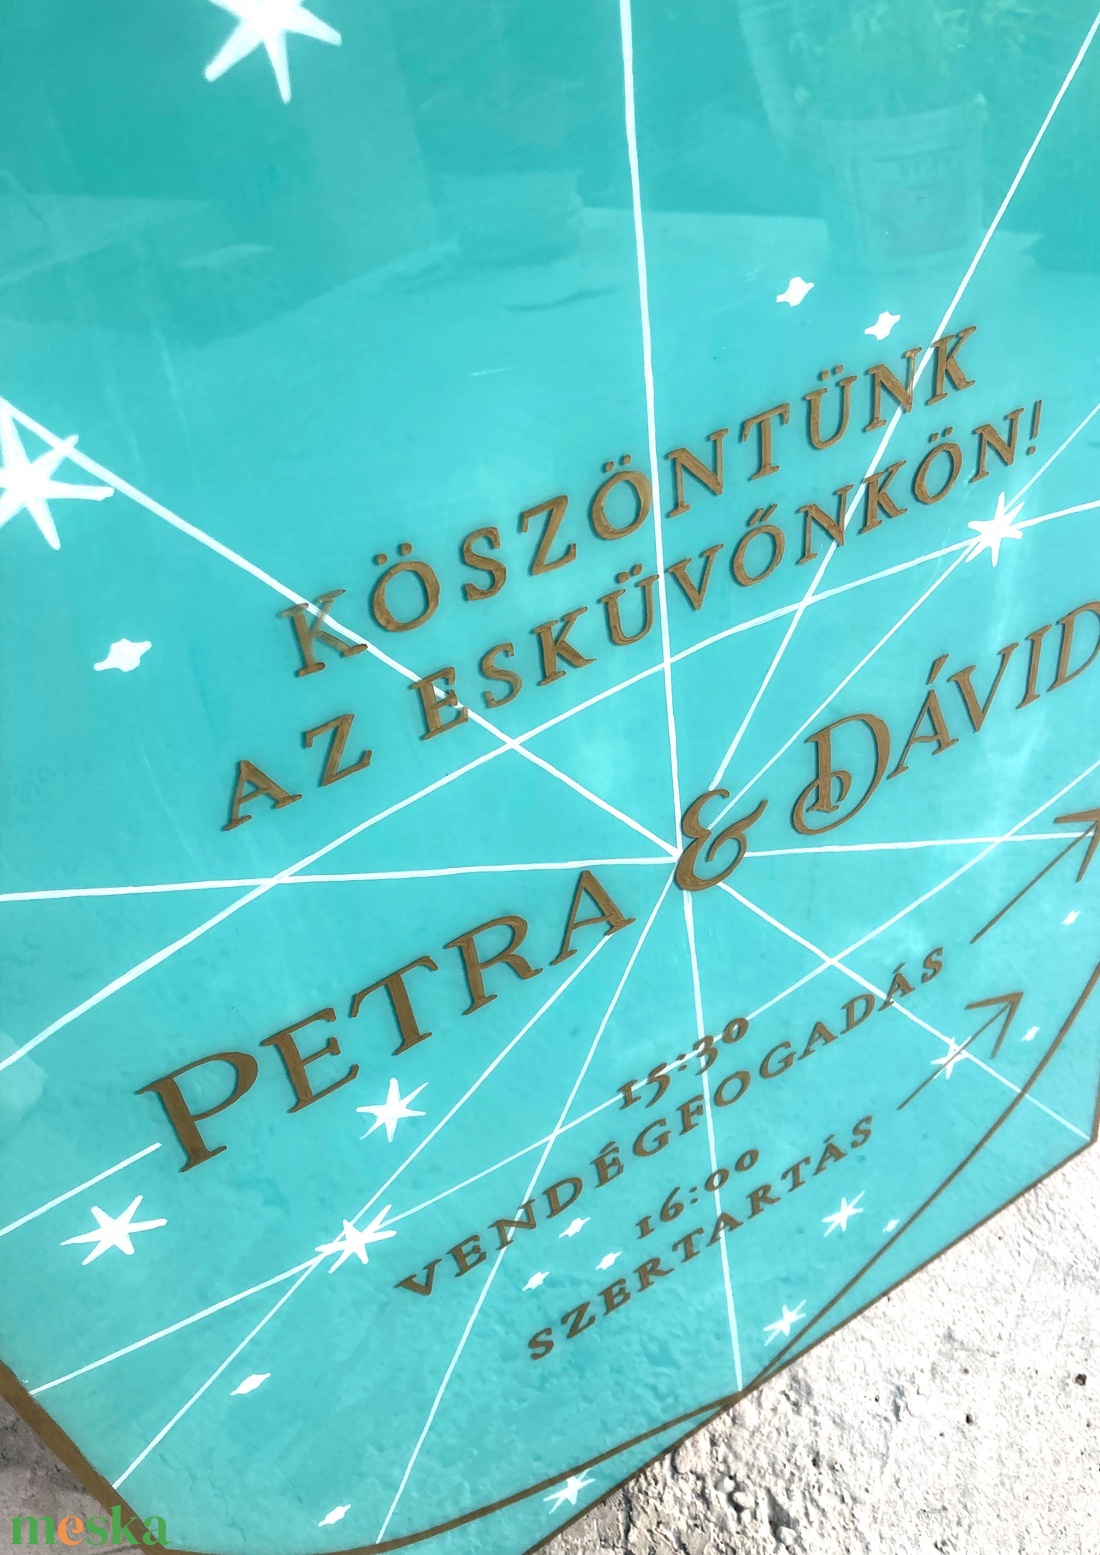 KÖSZÖNTÜNK
AZ ESKÜVŐNKÖN!
PETRA & DÁVID
15:30
VENDÉGFOGADÁS
16:00
SZERTARTÁS
meska